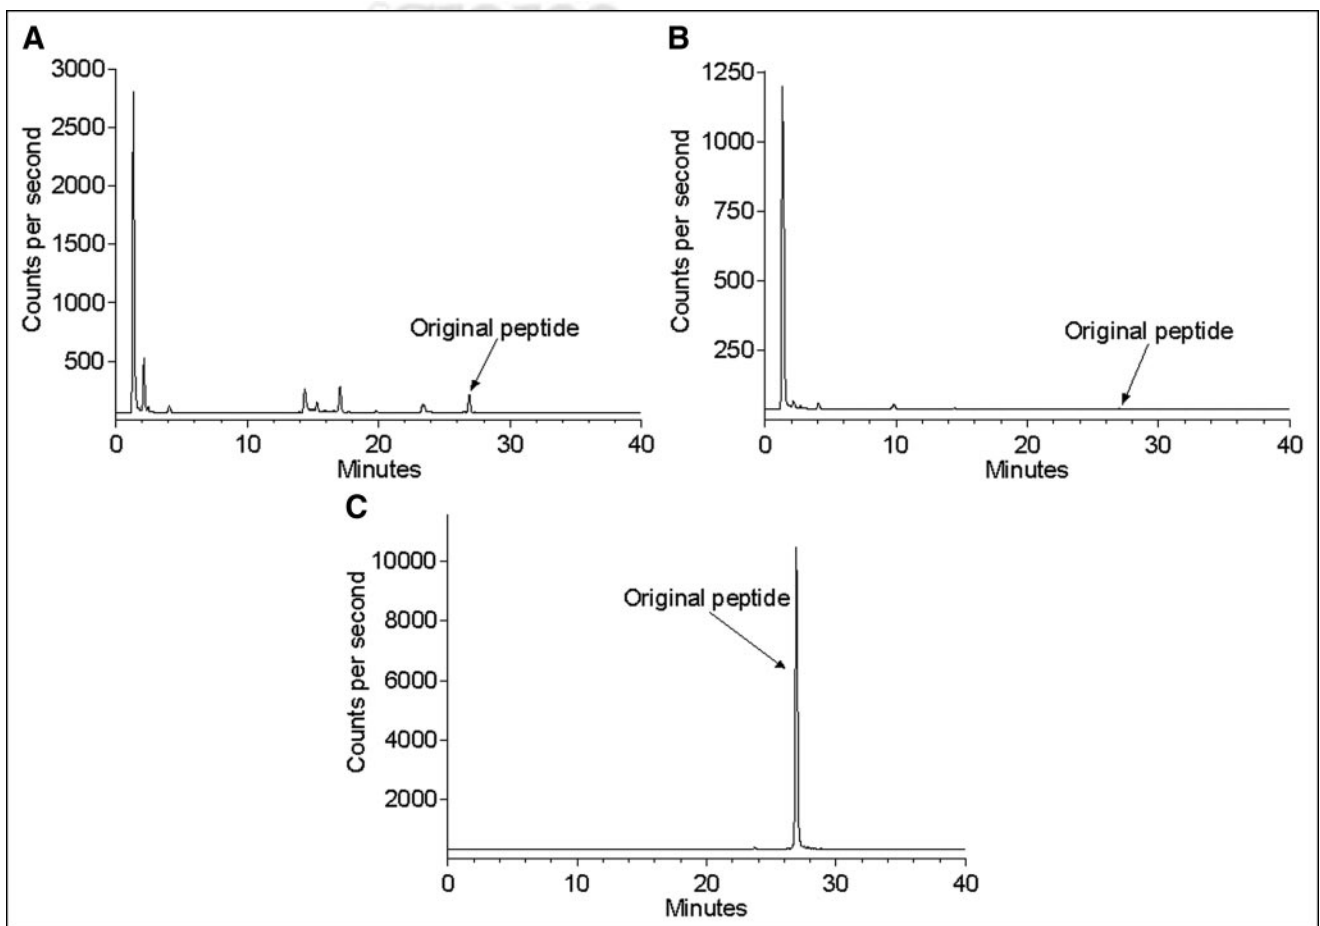 A
3000
2500
2000
1500
1000
500
Counts per second
Original peptide
0 10 20 30 40
Minutes
B
1250
1000
750
500
250
Counts per second
Original peptide
0 10 20 30 40
Minutes
C
10000
8000
6000
4000
2000
Counts per second
Original peptide
0 10 20 30 40
Minutes